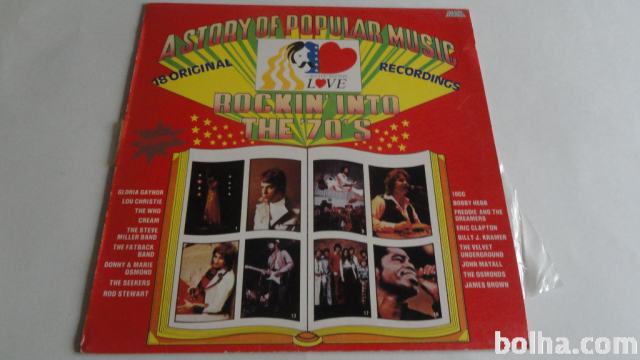 A STORY OF POPULAR MUSIC
18 ORIGINAL
RECORDINGS
LOVE
ROCKIN' INTO
THE '70'S
GLORIA GAYNOR
LOU CHRISTIE
THE WHO
CREAM
THE STEVE
MILLER BAND
THE FATBACK
BAND
DONNY & MARIE
OSMOND
THE SEEKERS
ROD STEWART
10CC
BOBBY HEBB
FREDDIE AND THE
DREAMERS
ERIC CLAPTON
BILLY J. KRAMER
THE VELVET
UNDERGROUND
JOHN MAYALL
THE OSMONDS
JAMES BROWN
bolha.com